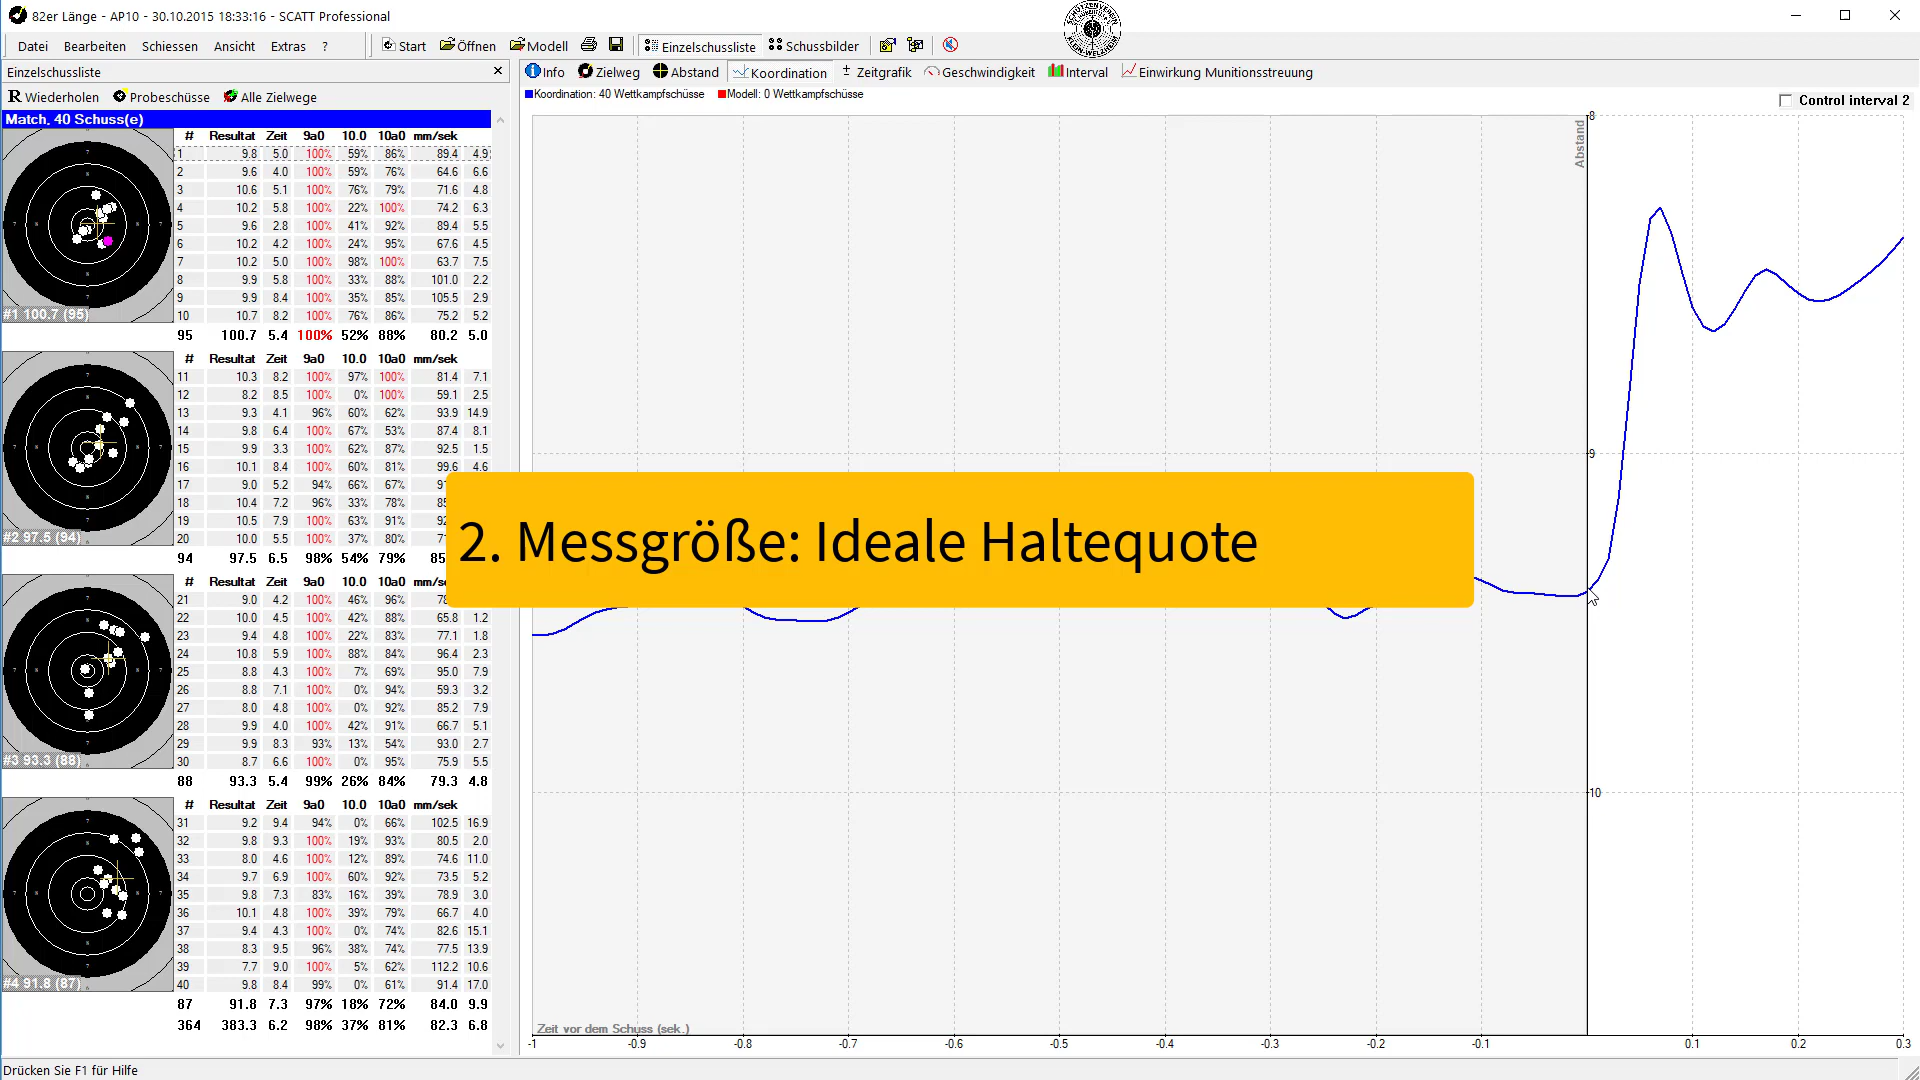 82er Länge - AP10 - 30.10.2015 18:33:16 - SCATT Professional
Datei Bearbeiten Schiessen Ansicht Extras ? Start Öffnen Modell Einzelschussliste Schussbilder
Einzelschussliste
R Wiederholen Probeschüsse Alle Zielwege
Match, 40 Schuss(e)
# Resultat Zeit 9a0 10.0 10a0 mm/sek
1 9.8 5.0 100% 59% 86% 89.4 4.9
2 9.6 4.0 100% 59% 76% 64.6 6.6
3 10.6 5.1 100% 76% 79% 71.6 4.8
4 10.2 5.8 100% 22% 100% 74.2 6.3
5 9.6 2.8 100% 41% 92% 89.4 5.5
6 10.2 4.2 100% 24% 95% 67.6 4.5
7 10.2 5.0 100% 98% 100% 63.7 7.5
8 9.9 5.8 100% 33% 88% 101.0 2.2
9 9.9 8.4 100% 35% 85% 105.5 2.9
10 10.7 8.2 100% 76% 86% 75.2 5.2
#1 100.7 (95)
95 100.7 5.4 100% 52% 88% 80.2 5.0
# Resultat Zeit 9a0 10.0 10a0 mm/sek
11 10.3 8.2 100% 97% 100% 81.4 7.1
12 8.2 8.5 100% 0% 100% 59.1 2.5
13 9.3 4.1 96% 60% 62% 93.9 14.9
14 9.8 6.4 100% 67% 53% 87.4 8.1
15 9.9 3.3 100% 62% 87% 92.5 1.5
16 10.1 8.4 100% 60% 81% 99.6 4.6
17 9.0 5.2 94% 66% 67%
18 10.4 7.2 96% 33% 78%
19 10.5 7.9 100% 63% 91%
20 10.0 5.5 100% 37% 80%
#2 97.5 (94)
94 97.5 6.5 98% 54% 79%
# Resultat Zeit 9a0 10.0 10a0
21 9.0 4.2 100% 46% 96%
22 10.0 4.5 100% 42% 88% 65.8 1.2
23 9.4 4.8 100% 22% 83% 77.1 1.8
24 10.8 5.9 100% 88% 84% 96.4 2.3
25 8.8 4.3 100% 7% 69% 95.0 7.9
26 8.8 7.1 100% 0% 94% 59.3 3.2
27 8.0 4.8 100% 0% 92% 85.2 7.9
28 9.9 4.0 100% 42% 91% 66.7 5.1
29 9.9 8.3 93% 13% 54% 93.0 2.7
30 8.7 6.6 100% 0% 95% 75.9 5.5
#3 93.3 (88)
88 93.3 5.4 99% 26% 84% 79.3 4.8
# Resultat Zeit 9a0 10.0 10a0 mm/sek
31 9.2 9.4 94% 0% 66% 102.5 16.9
32 9.8 9.3 100% 19% 93% 80.5 2.0
33 8.0 4.6 100% 12% 89% 74.6 11.0
34 9.7 6.9 100% 60% 92% 73.5 5.2
35 9.8 7.3 83% 16% 39% 78.9 3.0
36 10.1 4.8 100% 39% 79% 66.7 4.0
37 9.4 4.3 100% 0% 74% 82.6 15.1
38 8.3 9.5 96% 38% 74% 77.5 13.9
39 7.7 9.0 100% 5% 62% 112.2 10.6
40 9.8 8.4 99% 0% 61% 91.4 17.0
#4 91.8 (87)
87 91.8 7.3 97% 18% 72% 84.0 9.9
364 383.3 6.2 98% 37% 81% 82.3 6.8
Info Zielweg Abstand Koordination Zeitgrafik Geschwindigkeit Interval Einwirkung Munitionsstreuung
Koordination: 40 Wettkampfschüsse Modell: 0 Wettkampfschüsse
Control interval 2
Abstand
8
9
10
2. Messgröße: Ideale Haltequote
Zeit vor dem Schuss (sek.)
-1 -0.9 -0.8 -0.7 -0.6 -0.5 -0.4 -0.3 -0.2 -0.1 0.1 0.2 0.3
Drücken Sie F1 für Hilfe